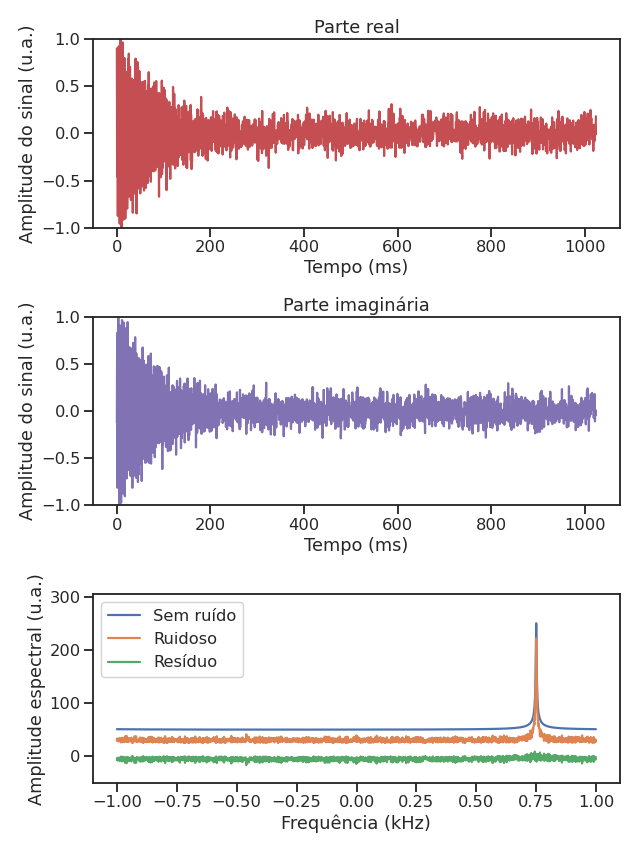 Parte real
Amplitude do sinal (u.a.)
1.0
0.5
0.0
−0.5
−1.0
0 200 400 600 800 1000
Tempo (ms)
Parte imaginária
Amplitude do sinal (u.a.)
1.0
0.5
0.0
−0.5
−1.0
0 200 400 600 800 1000
Tempo (ms)
Amplitude espectral (u.a.)
300
200
100
0
Sem ruído
Ruidoso
Resíduo
−1.00 −0.75 −0.50 −0.25 0.00 0.25 0.50 0.75 1.00
Frequência (kHz)